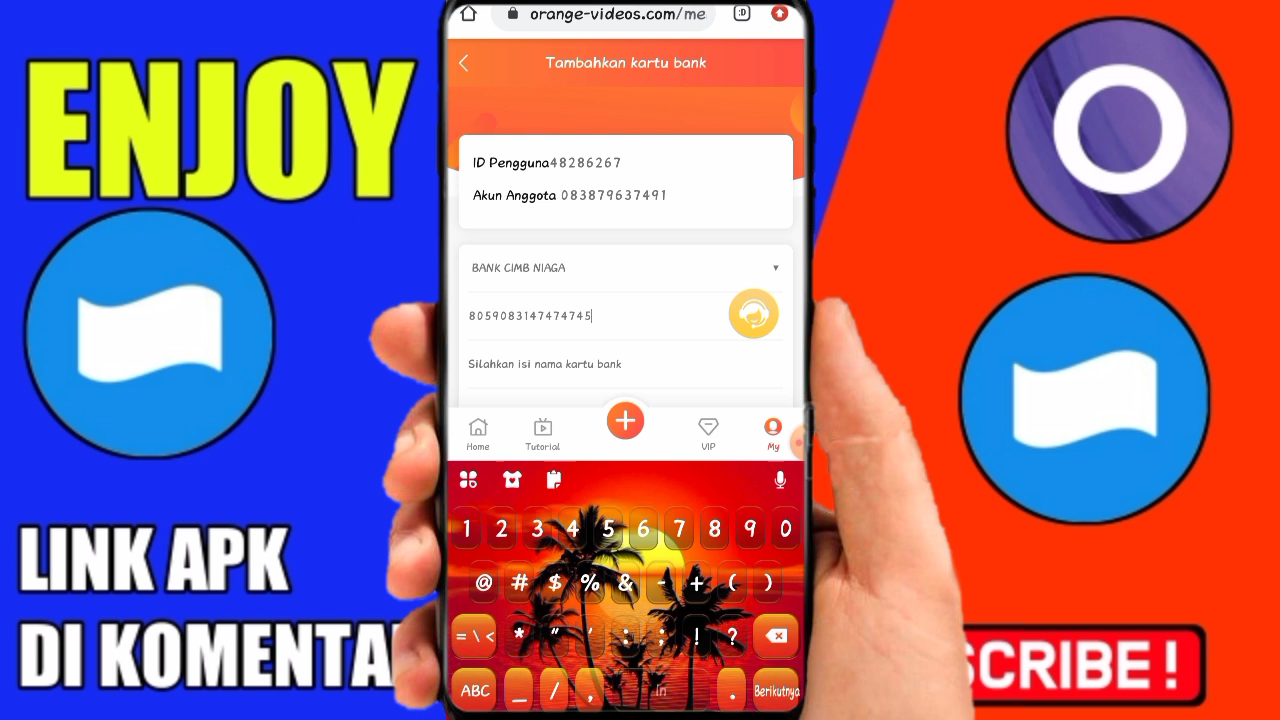 ENJOY
LINK APK
DI KOMENTA
orange-videos.com/me
:D
Tambahkan kartu bank
ID Pengguna48286267
Akun Anggota 083879637491
BANK CIMB NIAGA
8059083147474745
Silahkan isi nama kartu bank
Home
Tutorial
VIP
My
1 2 3 4 5 6 7 8 9 0
@ # $ % & - + ( )
= \ < * " ' : ; ! ?
ABC _ / , in . Berikutnya
SCRIBE !